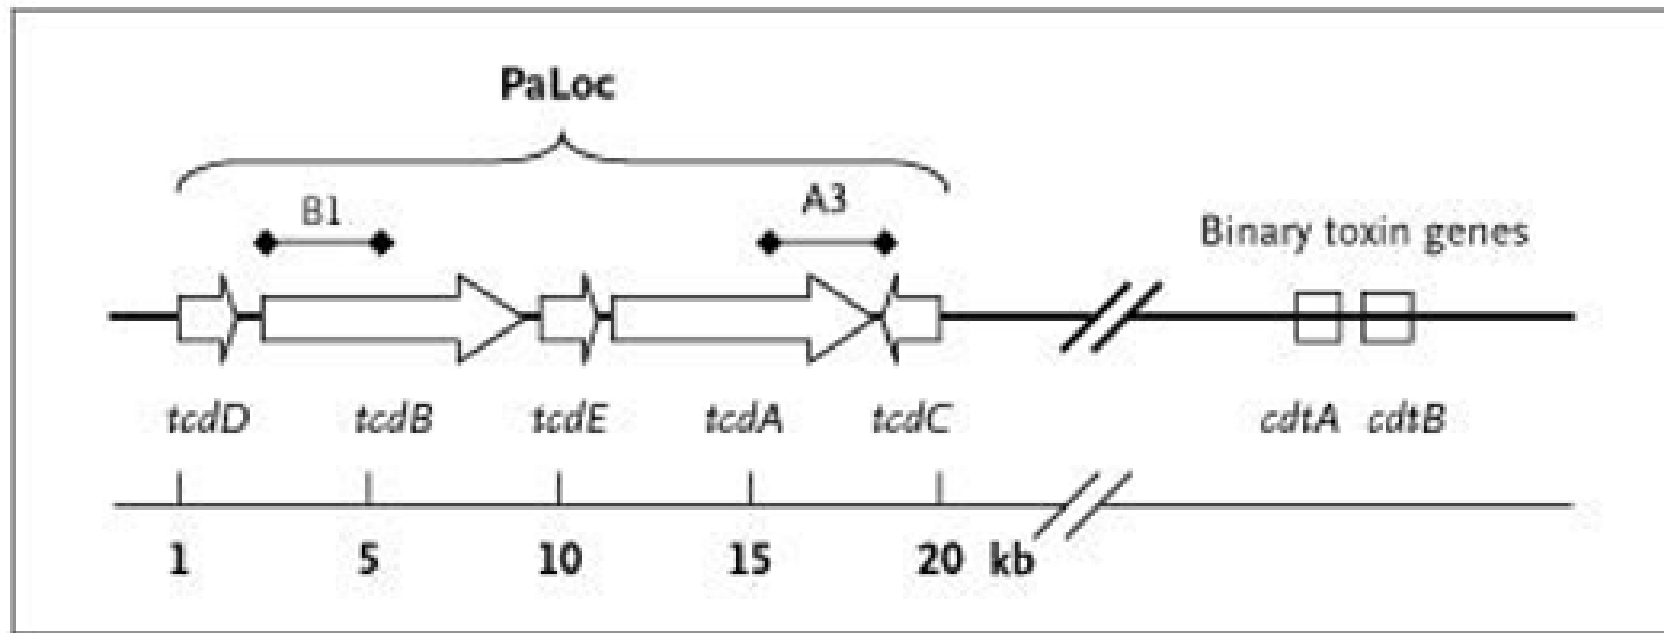 PaLoc
B1 A3
Binary toxin genes
tcdD tcdB tcdE tcdA tcdC cdtA cdtB
1 5 10 15 20 kb